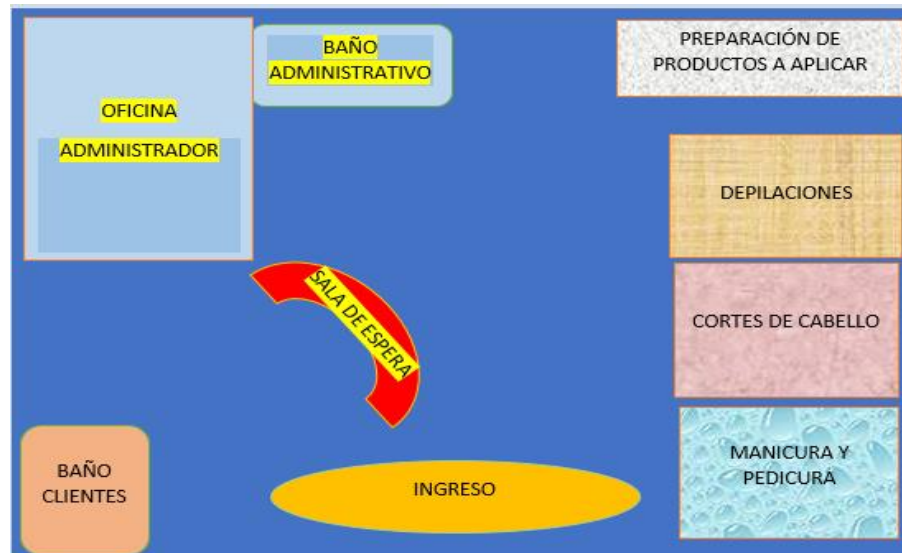 BAÑO
ADMINISTRATIVO
PREPARACIÓN DE
PRODUCTOS A APLICAR
OFICINA
ADMINISTRADOR
DEPILACIONES
SALA DE ESPERA
CORTES DE CABELLO
BAÑO
CLIENTES
INGRESO
MANICURA Y
PEDICURA